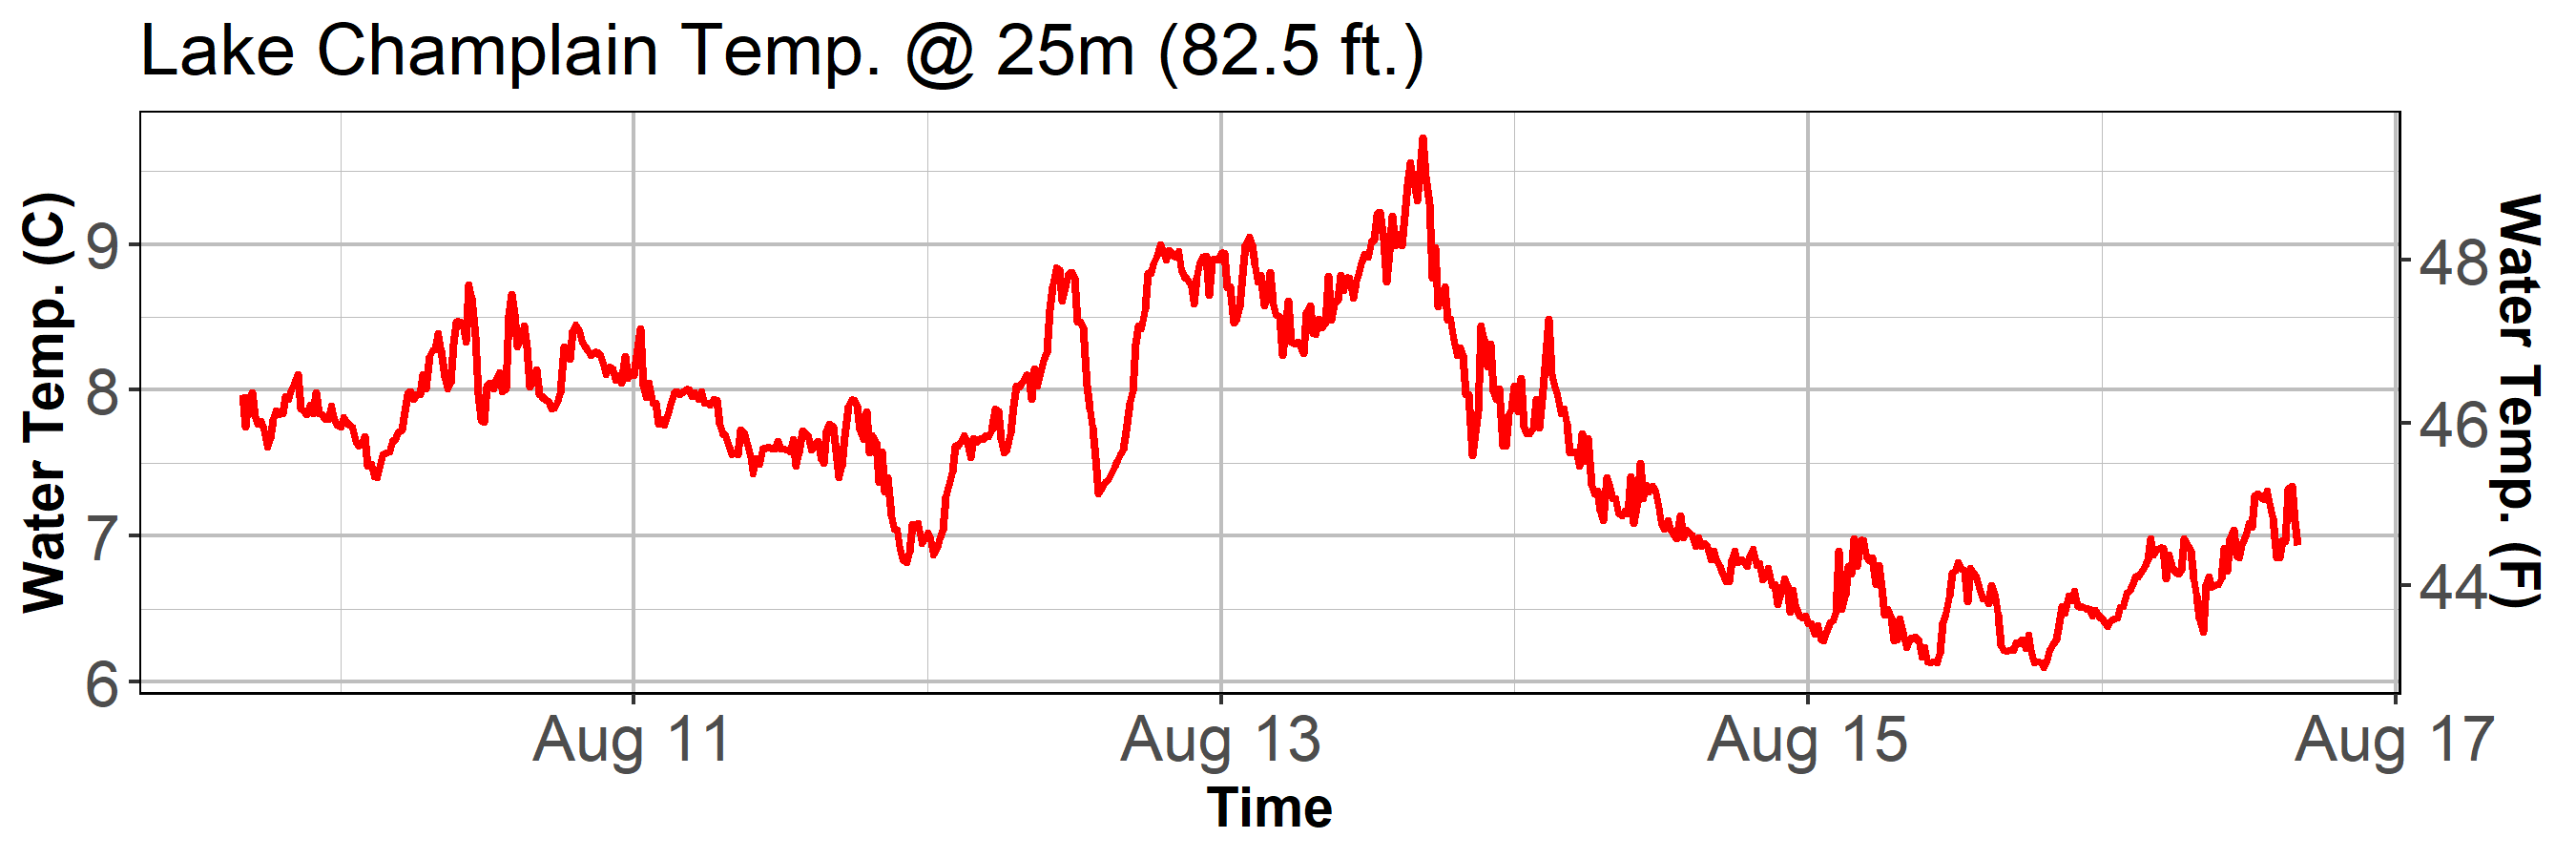 Lake Champlain Temp. @ 25m (82.5 ft.)
Water Temp. (C)
9
8
7
6
48
46
44
Water Temp. (F)
Aug 11
Aug 13
Aug 15
Aug 17
Time